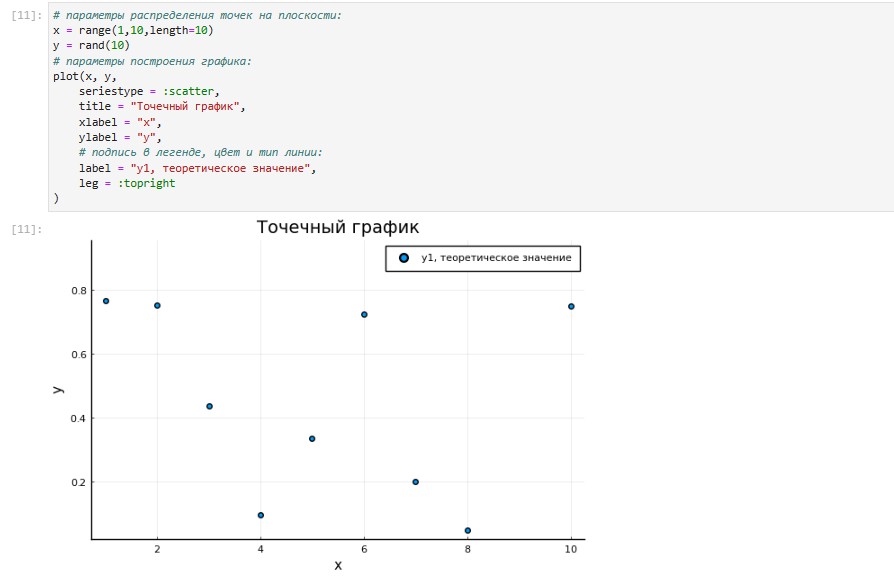 [11]: # параметры распределения точек на плоскости:
x = range(1,10,length=10)
y = rand(10)
# параметры построения графика:
plot(x, y,
    seriestype = :scatter,
    title = "Точечный график",
    xlabel = "x",
    ylabel = "y",
    # подпись в легенде, цвет и тип линии:
    label = "y1, теоретическое значение",
    leg = :topright
)
[11]:
Точечный график
y1, теоретическое значение
0.8
0.6
y
0.4
0.2
2 4 6 8 10
x